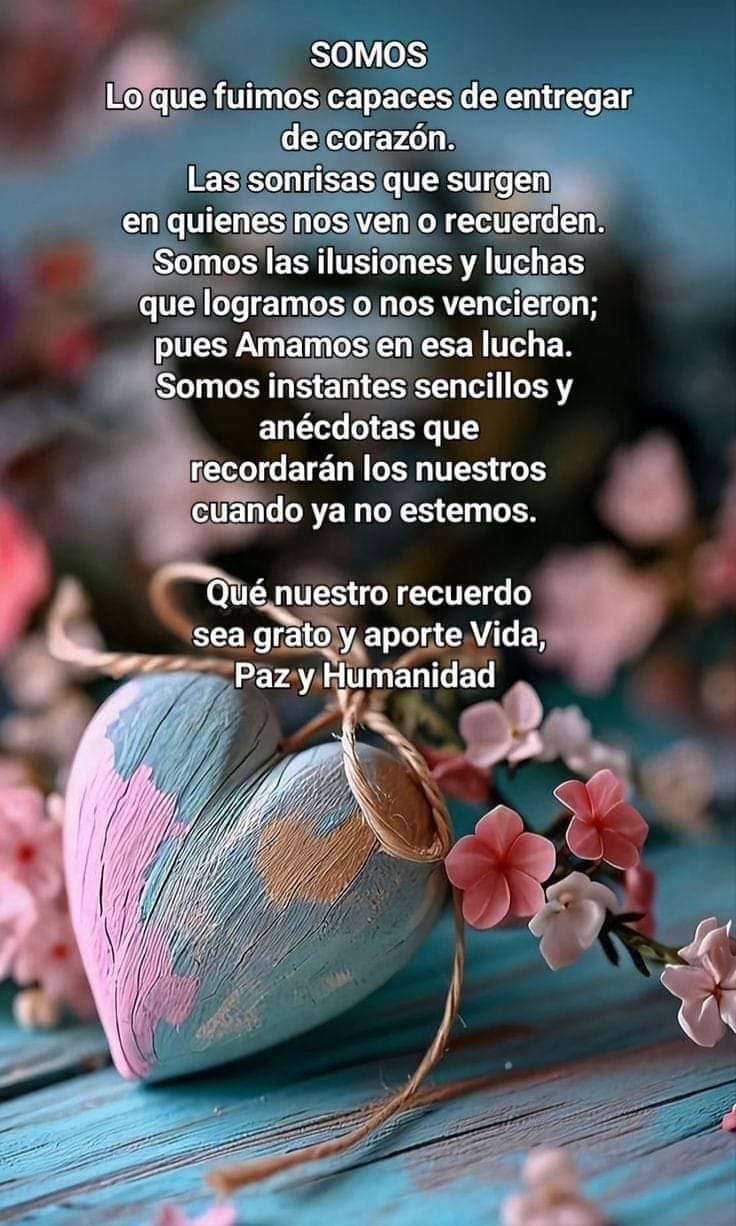 SOMOS
Lo que fuimos capaces de entregar
de corazón.
Las sonrisas que surgen
en quienes nos ven o recuerden.
Somos las ilusiones y luchas
que logramos o nos vencieron;
pues Amamos en esa lucha.
Somos instantes sencillos y
anécdotas que
recordarán los nuestros
cuando ya no estemos.
Qué nuestro recuerdo
sea grato y aporte Vida,
Paz y Humanidad